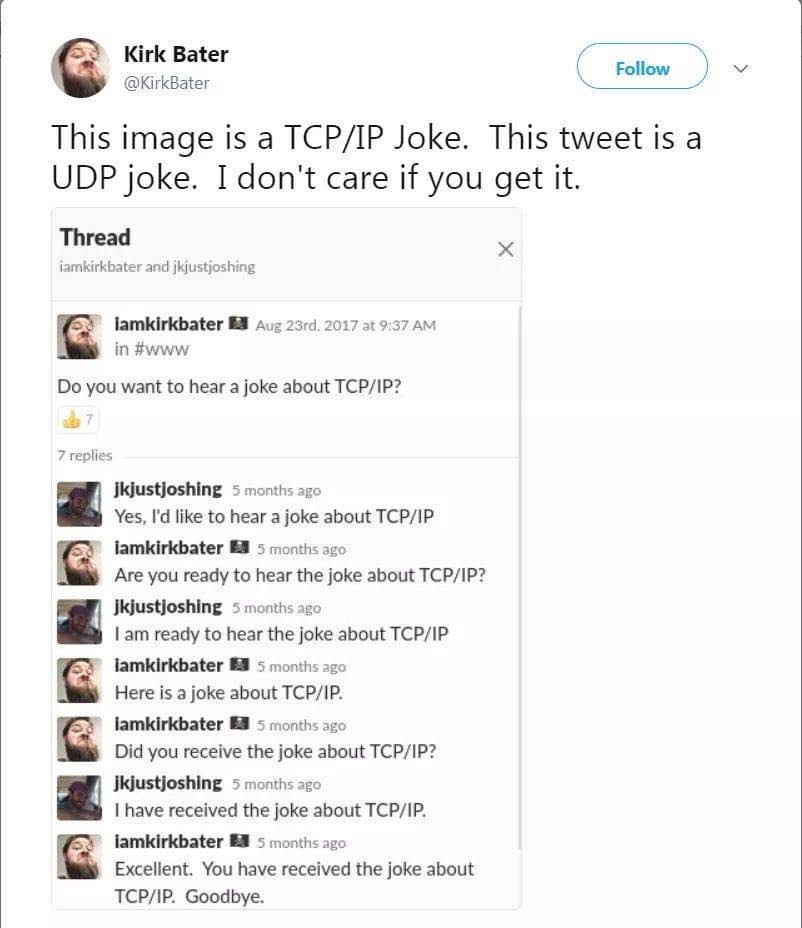 Kirk Bater
@KirkBater
Follow
This image is a TCP/IP Joke.  This tweet is a
UDP joke.  I don't care if you get it.
Thread
iamkirkbater and jkjustjoshing
iamkirkbater Aug 23rd, 2017 at 9:37 AM
in #www
Do you want to hear a joke about TCP/IP?
👍 7
7 replies
jkjustjoshing 5 months ago
Yes, I'd like to hear a joke about TCP/IP
iamkirkbater 5 months ago
Are you ready to hear the joke about TCP/IP?
jkjustjoshing 5 months ago
I am ready to hear the joke about TCP/IP
iamkirkbater 5 months ago
Here is a joke about TCP/IP.
iamkirkbater 5 months ago
Did you receive the joke about TCP/IP?
jkjustjoshing 5 months ago
I have received the joke about TCP/IP.
iamkirkbater 5 months ago
Excellent.  You have received the joke about
TCP/IP.  Goodbye.